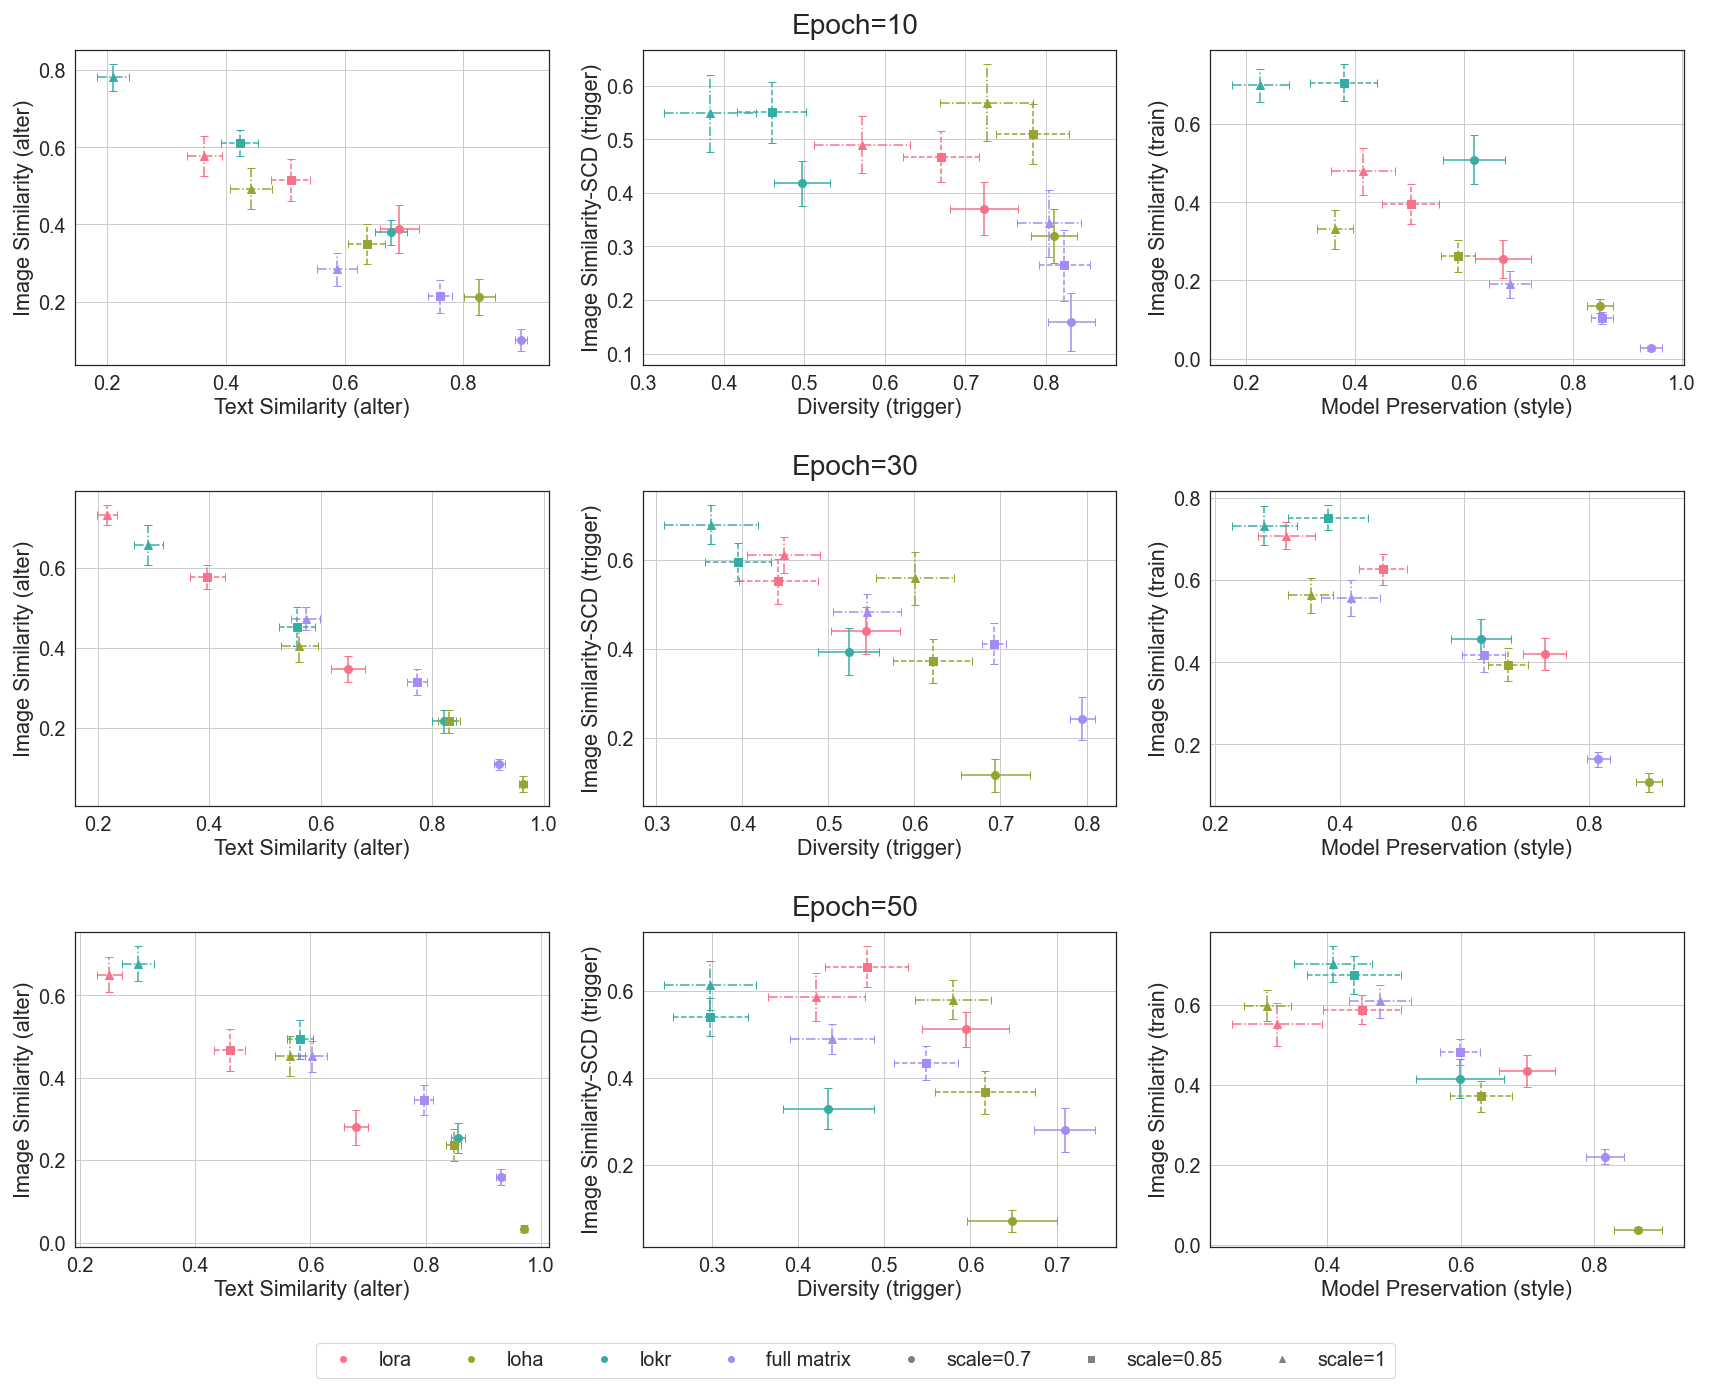 Epoch=10
Image Similarity (alter)
0.8
0.6
0.4
0.2
0.2 0.4 0.6 0.8
Text Similarity (alter)
Image Similarity-SCD (trigger)
0.6
0.5
0.4
0.3
0.2
0.1
0.3 0.4 0.5 0.6 0.7 0.8
Diversity (trigger)
Image Similarity (train)
0.6
0.4
0.2
0.0
0.2 0.4 0.6 0.8 1.0
Model Preservation (style)
Epoch=30
Image Similarity (alter)
0.6
0.4
0.2
0.2 0.4 0.6 0.8 1.0
Text Similarity (alter)
Image Similarity-SCD (trigger)
0.6
0.4
0.2
0.3 0.4 0.5 0.6 0.7 0.8
Diversity (trigger)
Image Similarity (train)
0.8
0.6
0.4
0.2
0.2 0.4 0.6 0.8
Model Preservation (style)
Epoch=50
Image Similarity (alter)
0.6
0.4
0.2
0.0
0.2 0.4 0.6 0.8 1.0
Text Similarity (alter)
Image Similarity-SCD (trigger)
0.6
0.4
0.2
0.3 0.4 0.5 0.6 0.7
Diversity (trigger)
Image Similarity (train)
0.6
0.4
0.2
0.0
0.4 0.6 0.8
Model Preservation (style)
lora loha lokr full matrix scale=0.7 scale=0.85 scale=1